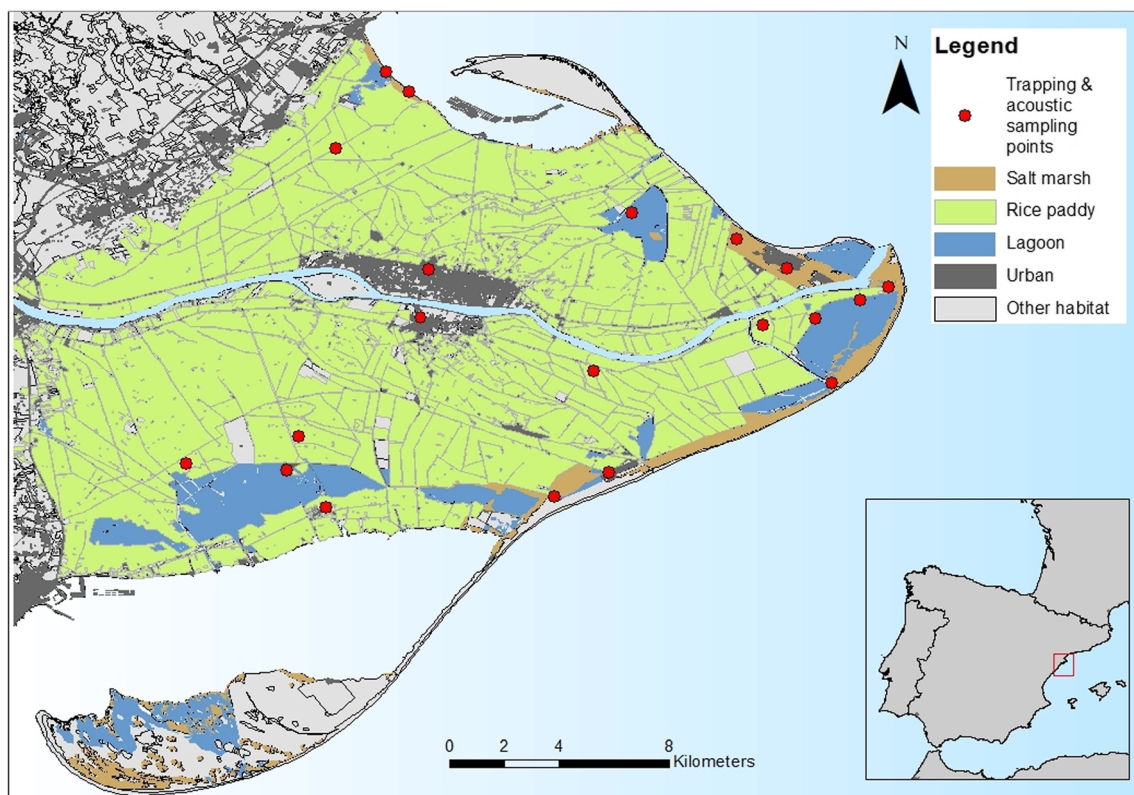 N
Legend
Trapping &
acoustic
sampling
points
Salt marsh
Rice paddy
Lagoon
Urban
Other habitat
0 2 4 8
Kilometers